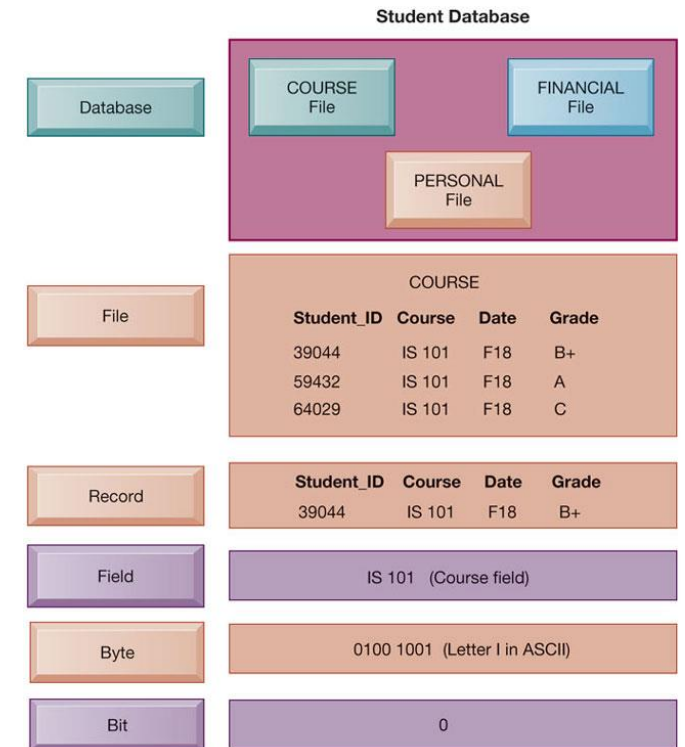 Student Database
Database
COURSE
File
FINANCIAL
File
PERSONAL
File
File
COURSE
Student_ID Course Date Grade
39044 IS 101 F18 B+
59432 IS 101 F18 A
64029 IS 101 F18 C
Record
Student_ID Course Date Grade
39044 IS 101 F18 B+
Field
IS 101 (Course field)
Byte
0100 1001 (Letter I in ASCII)
Bit
0